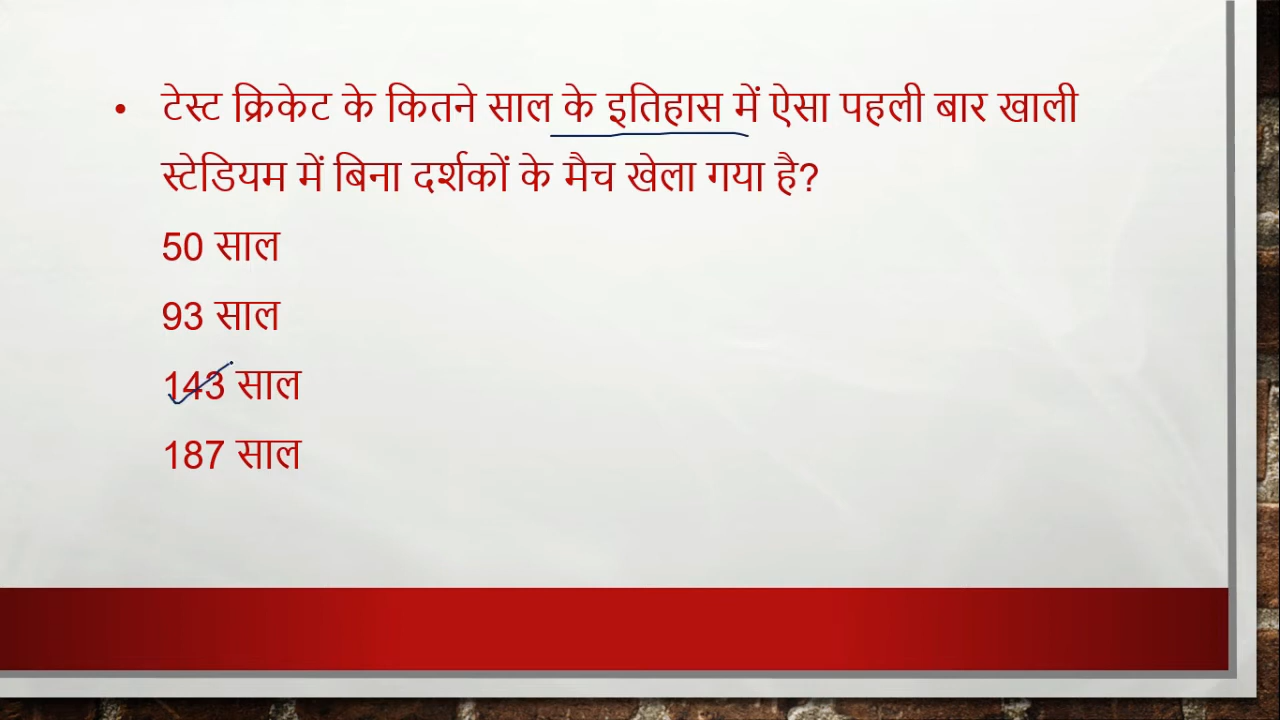 • टेस्ट क्रिकेट के कितने साल के इतिहास में ऐसा पहली बार खाली
स्टेडियम में बिना दर्शकों के मैच खेला गया है?
50 साल
93 साल
143 साल
187 साल